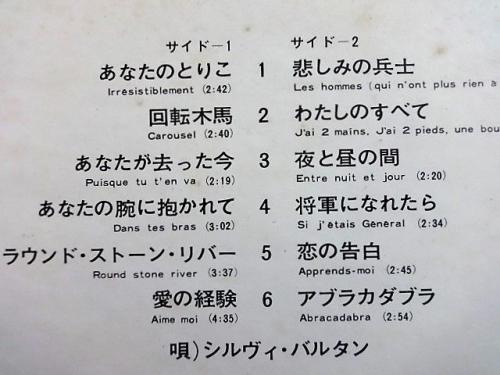 サイド-1
サイド-2
あなたのとりこ 1 悲しみの兵士
Irrésistiblement (2:42) Les hommes (qui n'ont plus rien à
回転木馬 2 わたしのすべて
Carousel (2:40) J'ai 2 mains, J'ai 2 pieds, une bou
あなたが去った今 3 夜と昼の間
Puisque tu t'en va (2:19) Entre nuit et jour (2:20)
あなたの腕に抱かれて 4 将軍になれたら
Dans tes bras (3:02) Si j'étais Général (2:34)
ラウンド・ストーン・リバー 5 恋の告白
Round stone river (3:37) Apprends-moi (2:45)
愛の経験 6 アブラカダブラ
Aime moi (4:35) Abracadabra (2:54)
唄)シルヴィ・バルタン